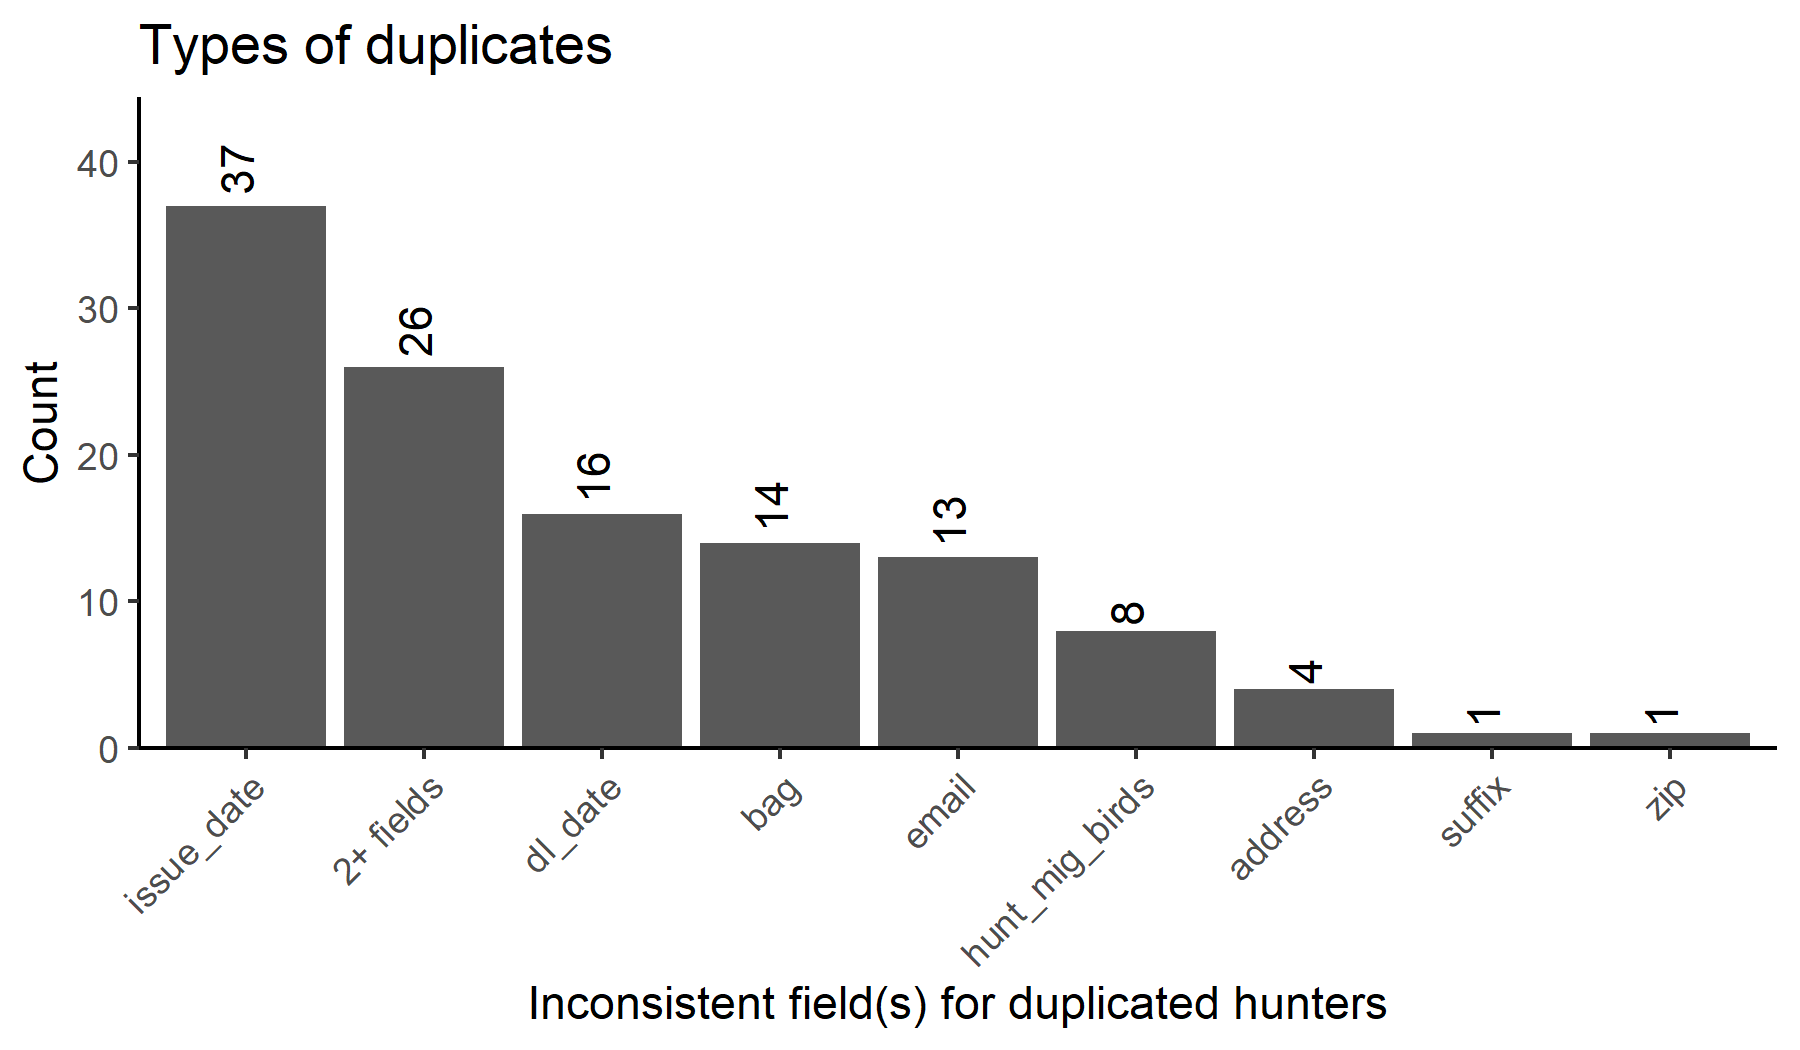 Types of duplicates
Count
40
30
20
10
0
37
26
16
14
13
8
4
1
1
issue_date
2+ fields
dl_date
bag
email
hunt_mig_birds
address
suffix
zip
Inconsistent field(s) for duplicated hunters